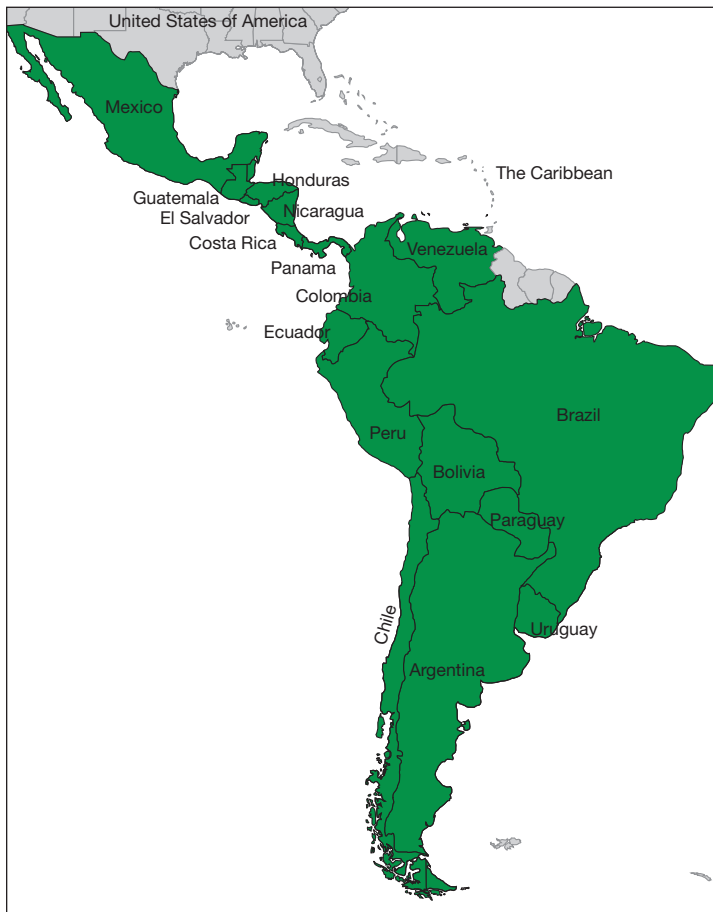 United States of America
Mexico
The Caribbean
Honduras
Guatemala
Nicaragua
El Salvador
Costa Rica
Venezuela
Panama
Colombia
Ecuador
Brazil
Peru
Bolivia
Paraguay
Chile
Uruguay
Argentina